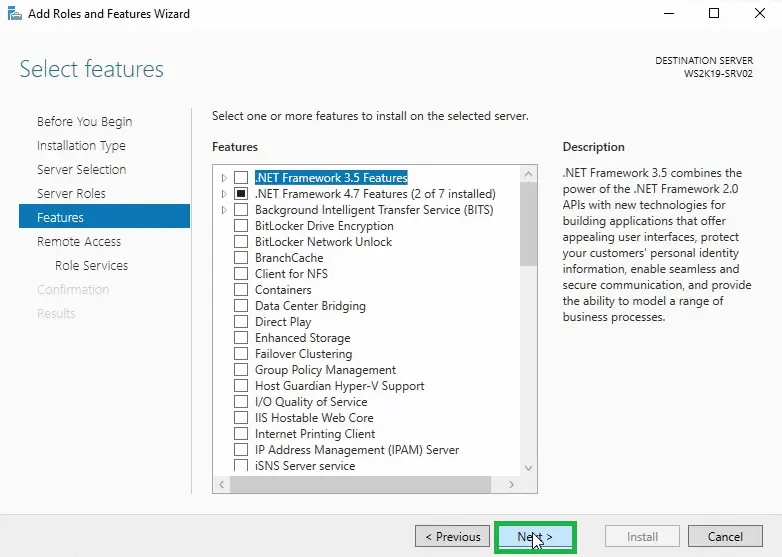 Add Roles and Features Wizard
Select features
DESTINATION SERVER
WS2K19-SRV02
Before You Begin
Installation Type
Server Selection
Server Roles
Features
Remote Access
Role Services
Confirmation
Results
Select one or more features to install on the selected server.
Features
.NET Framework 3.5 Features
.NET Framework 4.7 Features (2 of 7 installed)
Background Intelligent Transfer Service (BITS)
BitLocker Drive Encryption
BitLocker Network Unlock
BranchCache
Client for NFS
Containers
Data Center Bridging
Direct Play
Enhanced Storage
Failover Clustering
Group Policy Management
Host Guardian Hyper-V Support
I/O Quality of Service
IIS Hostable Web Core
Internet Printing Client
IP Address Management (IPAM) Server
iSNS Server service
Description
.NET Framework 3.5 combines the
power of the .NET Framework 2.0
APIs with new technologies for
building applications that offer
appealing user interfaces, protect
your customers' personal identity
information, enable seamless and
secure communication, and provide
the ability to model a range of
business processes.
< Previous
Next >
Install
Cancel